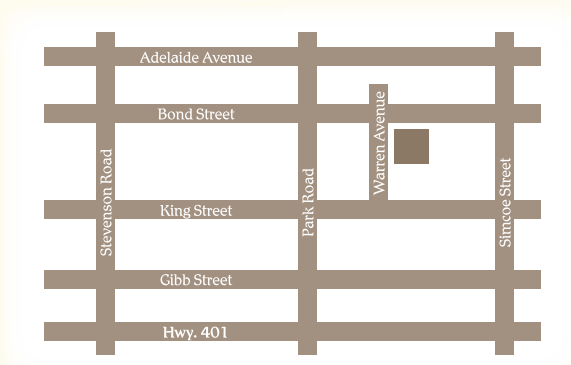 Adelaide Avenue
Bond Street
Warren Avenue
Stevenson Road
Park Road
Simcoe Street
King Street
Gibb Street
Hwy. 401